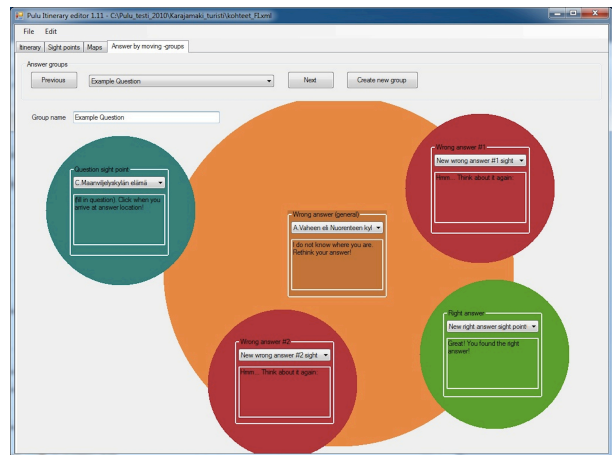 Pulu Itinerary editor 1.11 - C:\Pulu_testi_2010\Karajamaki_turisti\kohteet_FI.xml
File Edit
Itinerary Sight points Maps Answer by moving -groups
Answer groups
Previous Example Question Next Create new group
Group name Example Question
Question sight point
C.Maanviljelyskylän elämä
(fill in question). Click when you
arrive at answer location!
Wrong answer #1
New wrong answer #1 sight
Hmm... Think about it again:
Wrong answer (general)
A.Vaheen eli Nuorenteen kyl
I do not know where you are.
Rethink your answer!
Wrong answer #2
New wrong answer #2 sight
Hmm... Think about it again:
Right answer
New right answer sight point
Great! You found the right
answer!